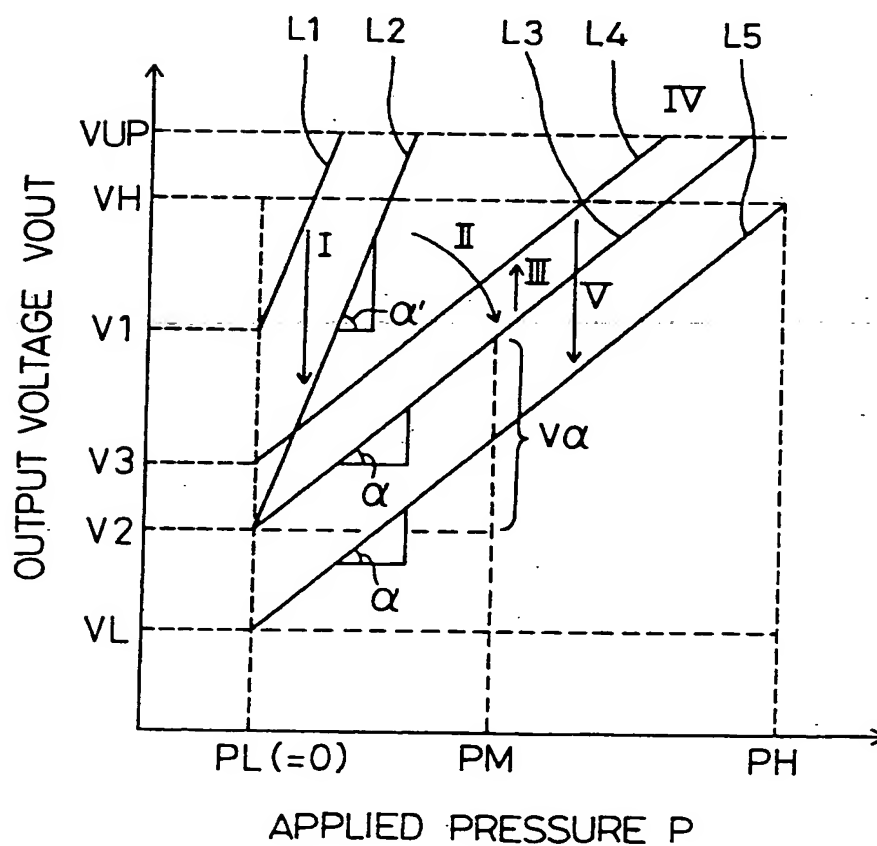 L1 L2 L3 L4 L5
IV
VUP
VH
I
II
III
V
V1
α'
V3
Vα
α
V2
α
VL
PL(=0) PM PH
APPLIED PRESSURE P
OUTPUT VOLTAGE VOUT